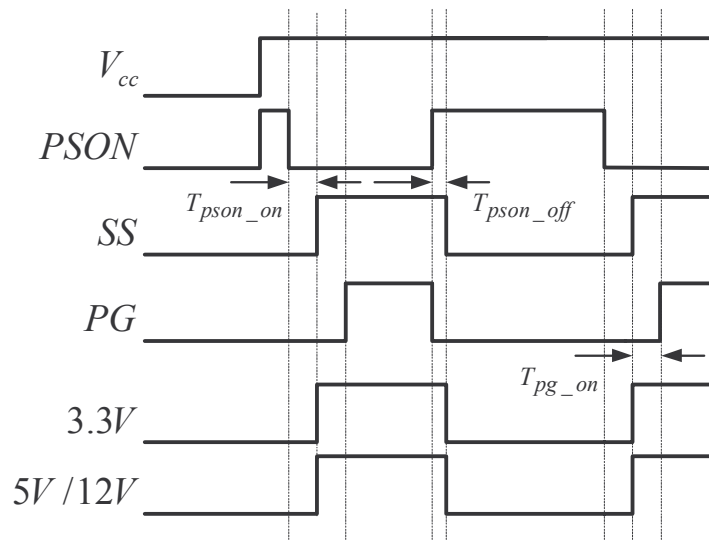 Vcc
PSON
Tpson_on
Tpson_off
SS
PG
Tpg_on
3.3V
5V /12V